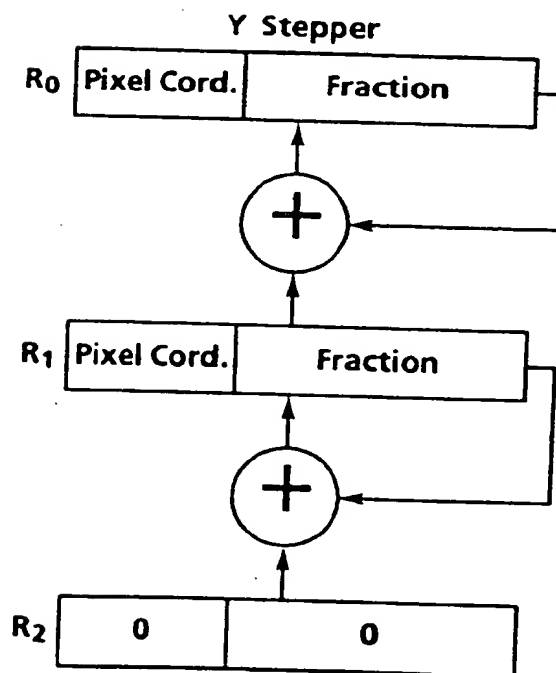 Y Stepper
R0 Pixel Cord. Fraction
+
R1 Pixel Cord. Fraction
+
R2 0 0